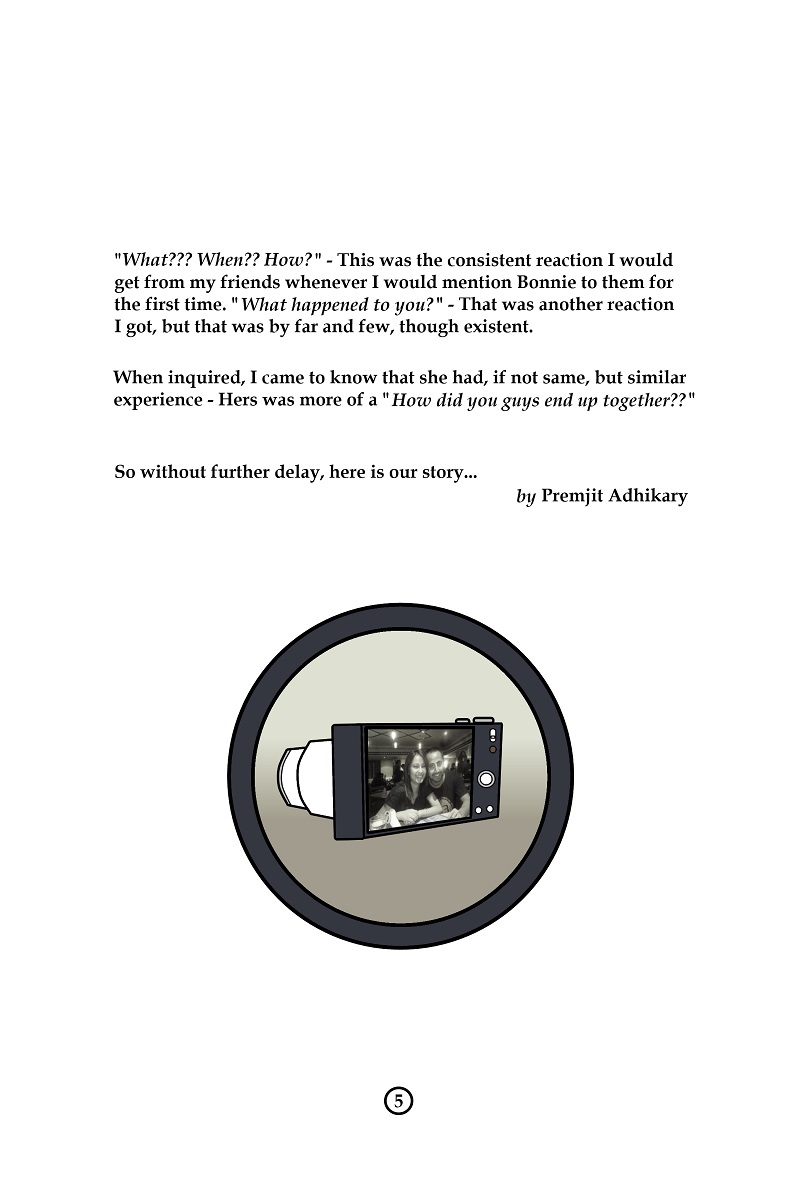 "What??? When?? How?" - This was the consistent reaction I would
get from my friends whenever I would mention Bonnie to them for
the first time. "What happened to you?" - That was another reaction
I got, but that was by far and few, though existent.
When inquired, I came to know that she had, if not same, but similar
experience - Hers was more of a "How did you guys end up together??"
So without further delay, here is our story...
by Premjit Adhikary
5